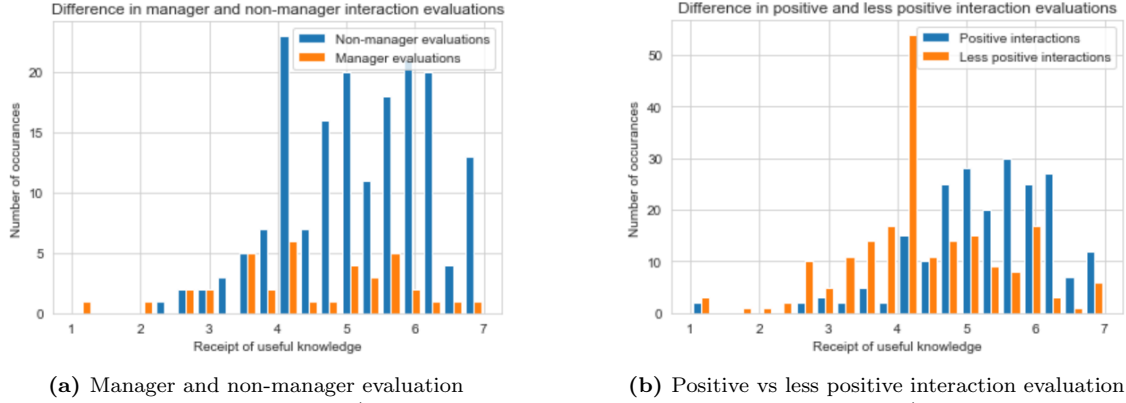 Difference in manager and non-manager interaction evaluations
Non-manager evaluations
Manager evaluations
20
15
10
5
0
Number of occurances
1 2 3 4 5 6 7
Receipt of useful knowledge
(a) Manager and non-manager evaluation
Difference in positive and less positive interaction evaluations
Positive interactions
Less positive interactions
50
40
30
20
10
0
Number of occurances
1 2 3 4 5 6 7
Receipt of useful knowledge
(b) Positive vs less positive interaction evaluation